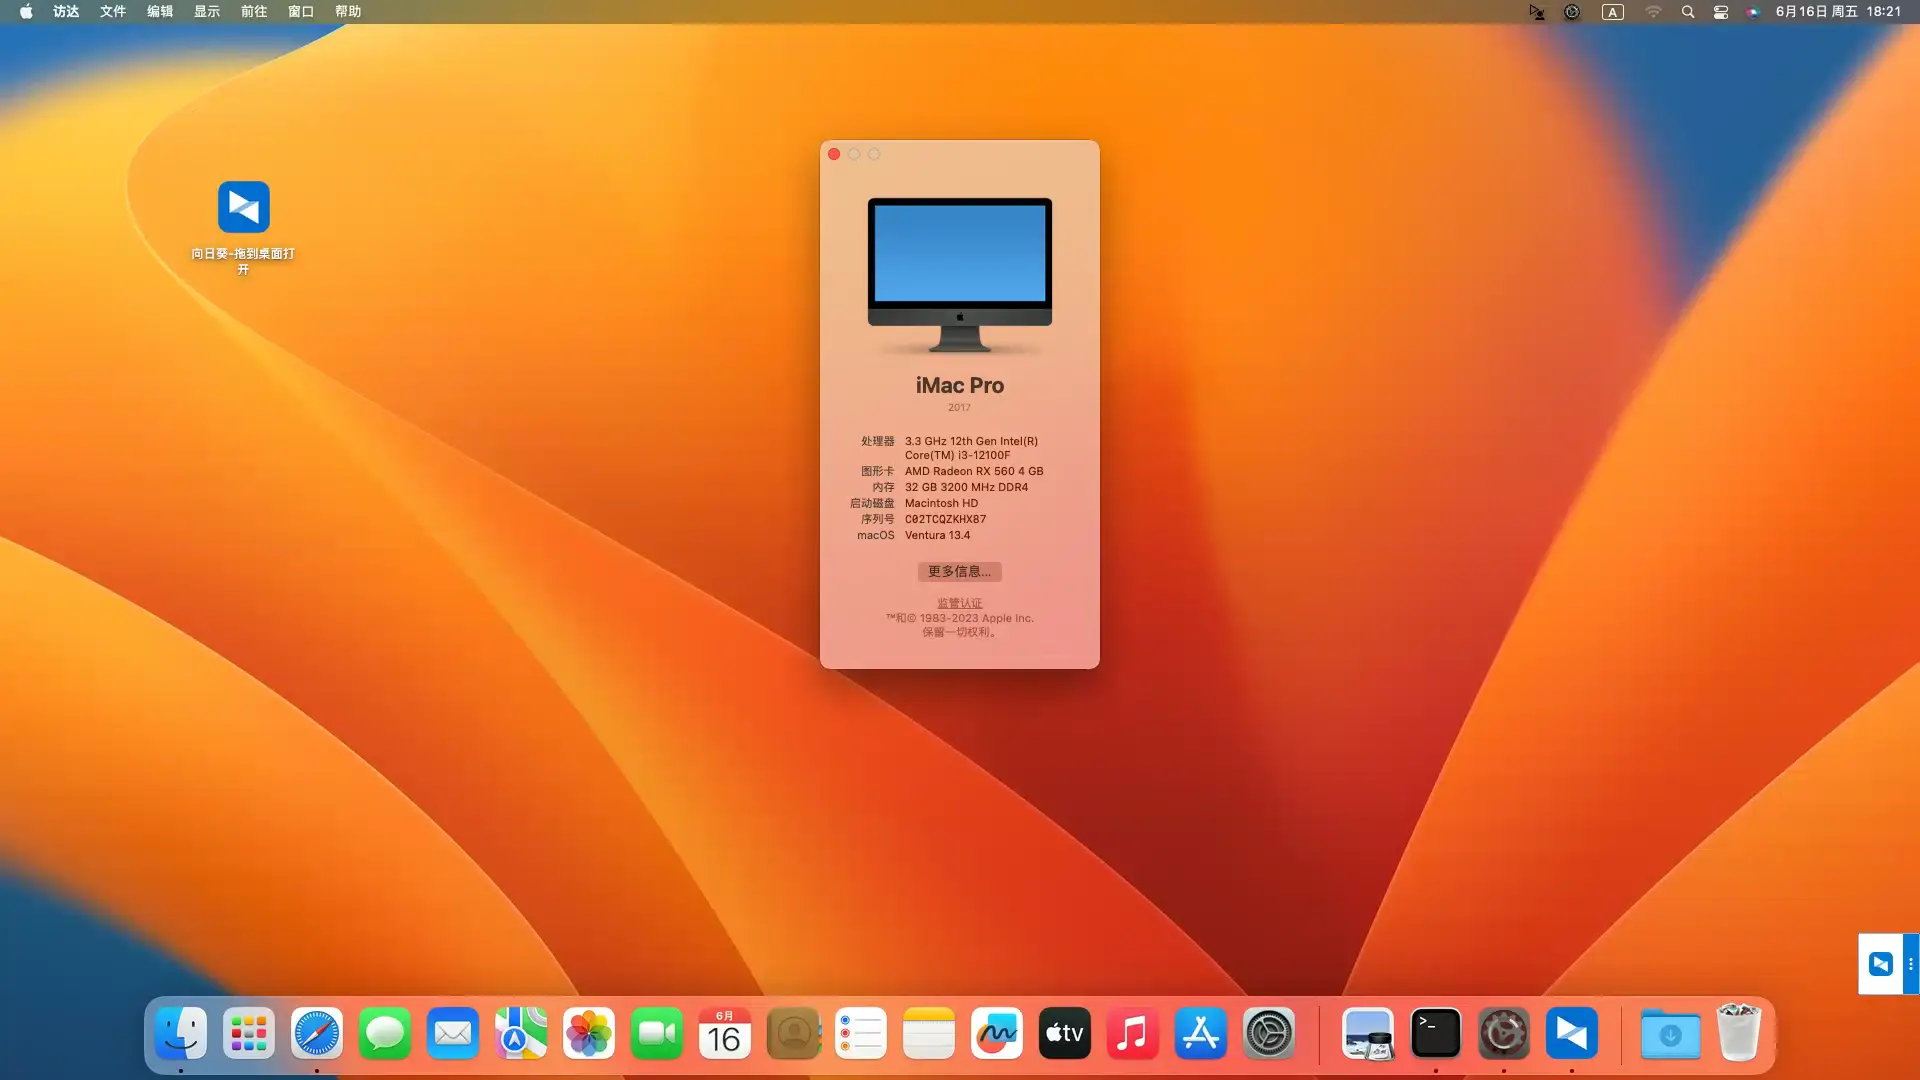 访达 文件 编辑 显示 前往 窗口 帮助
A
6月16日 周五 18:21
向日葵-拖到桌面打
开
iMac Pro
2017
处理器 3.3 GHz 12th Gen Intel(R)
Core(TM) i3-12100F
图形卡 AMD Radeon RX 560 4 GB
内存 32 GB 3200 MHz DDR4
启动磁盘 Macintosh HD
序列号 C02TCQZKHX87
macOS Ventura 13.4
更多信息...
监管认证
™和© 1983-2023 Apple Inc.
保留一切权利。
6月
16
tv
>_